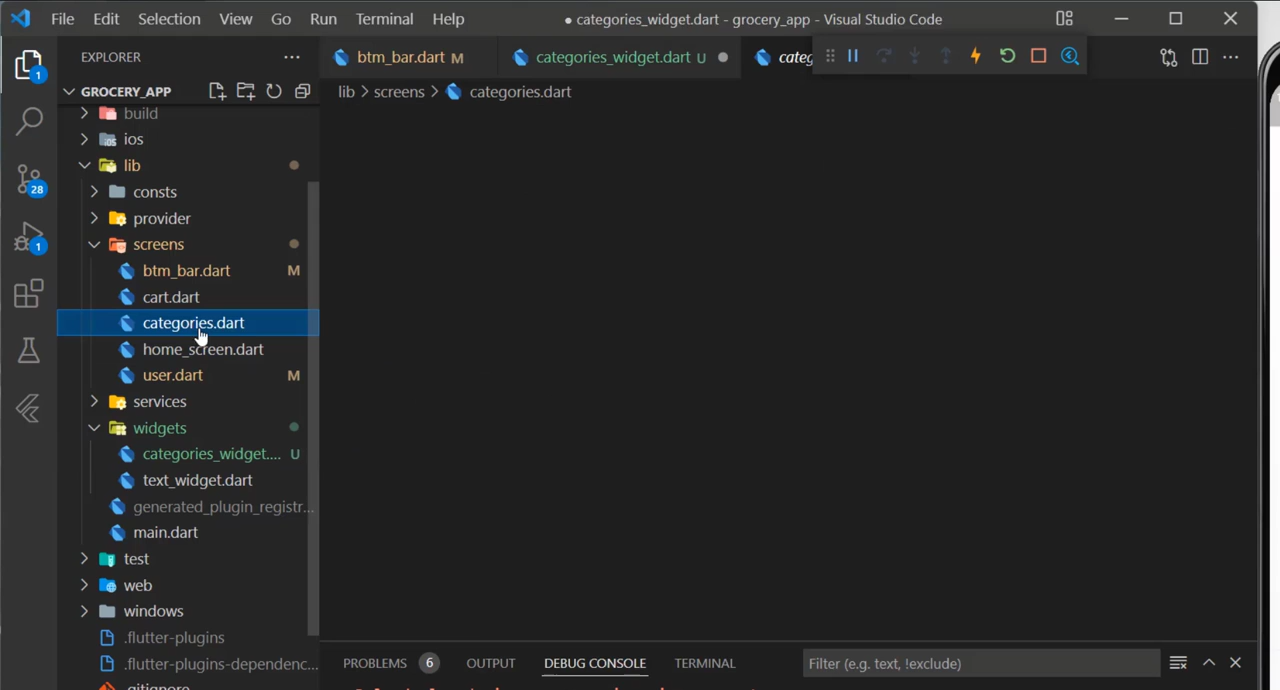 File Edit Selection View Go Run Terminal Help
● categories_widget.dart - grocery_app - Visual Studio Code
EXPLORER
btm_bar.dart M
categories_widget.dart U
categ
GROCERY_APP
lib > screens > categories.dart
build
ios
lib
consts
provider
screens
btm_bar.dart M
cart.dart
categories.dart
home_screen.dart
user.dart M
services
widgets
categories_widget.... U
text_widget.dart
generated_plugin_registr...
main.dart
test
web
windows
.flutter-plugins
.flutter-plugins-dependenc...
.gitignore
1
28
1
PROBLEMS 6 OUTPUT DEBUG CONSOLE TERMINAL
Filter (e.g. text, !exclude)